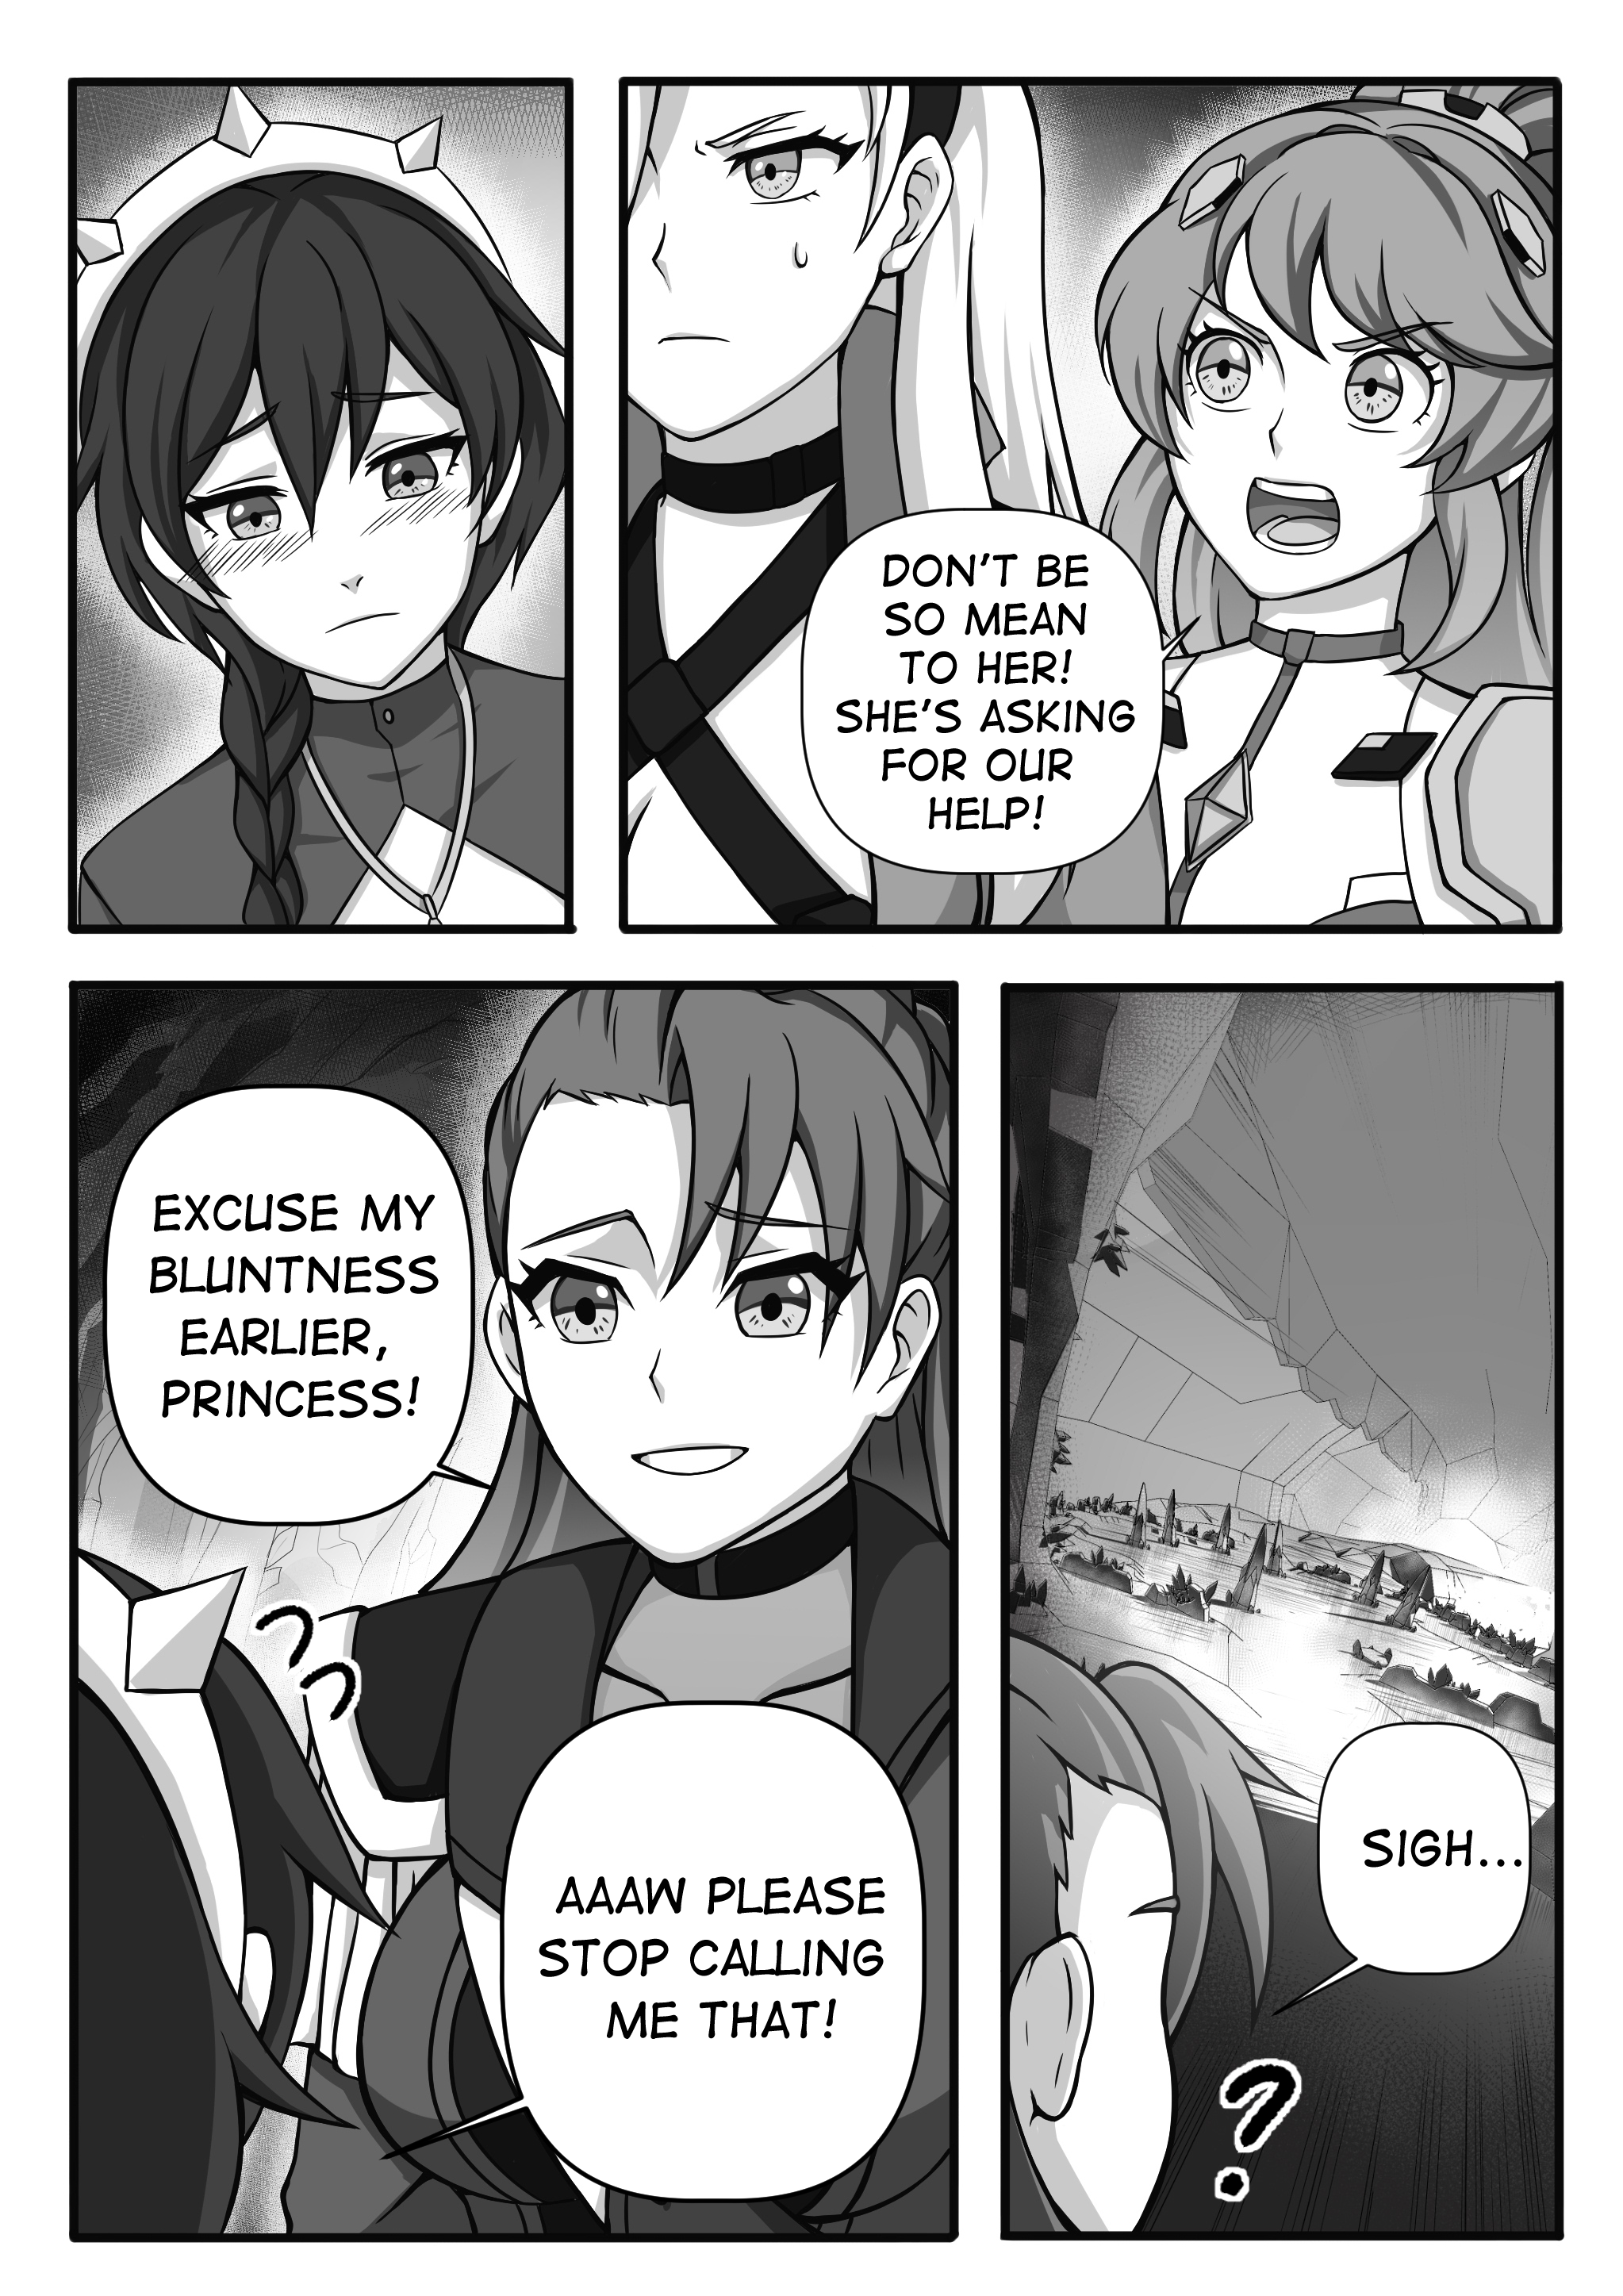 DON'T BE
SO MEAN
TO HER!
SHE'S ASKING
FOR OUR
HELP!
EXCUSE MY
BLUNTNESS
EARLIER,
PRINCESS!
AAAW PLEASE
STOP CALLING
ME THAT!
SIGH...
?